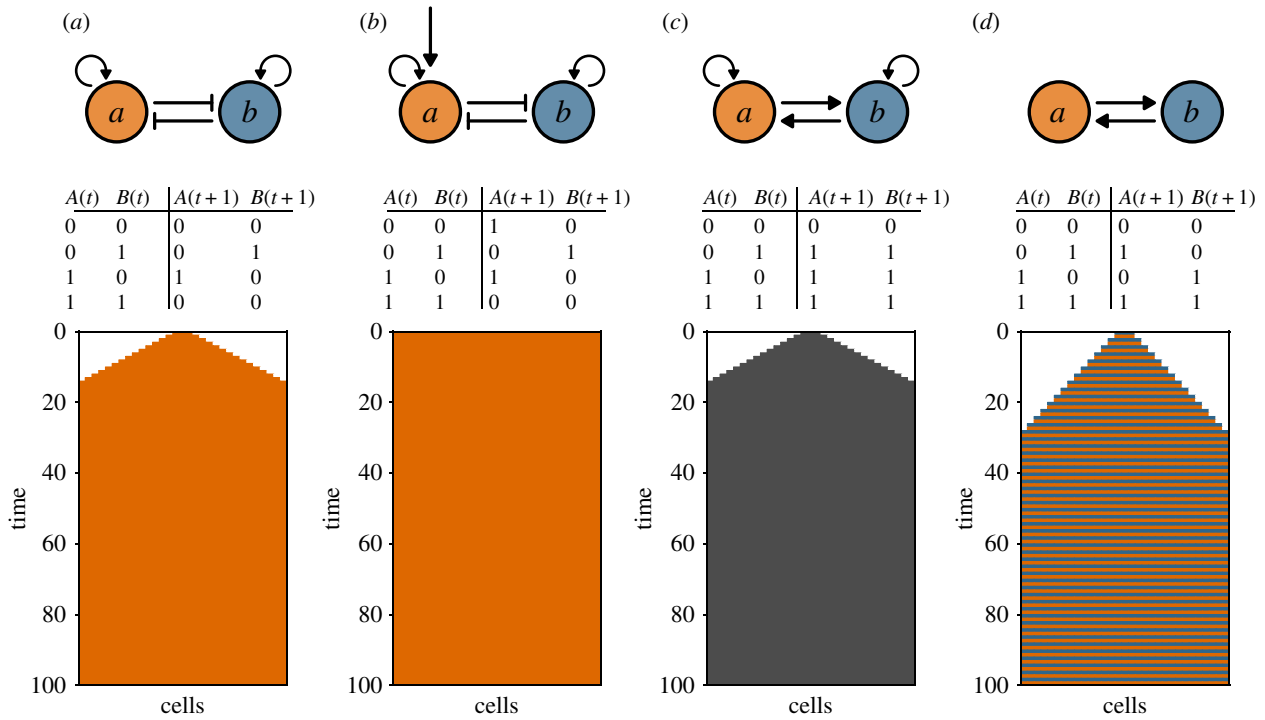 (a) (b) (c) (d)
a b a b a b a b
A(t) B(t) A(t + 1) B(t + 1) A(t) B(t) A(t + 1) B(t + 1) A(t) B(t) A(t + 1) B(t + 1) A(t) B(t) A(t + 1) B(t + 1)
0 0 0 0 0 0 1 0 0 0 0 0 0 0 0 0
0 1 0 1 0 1 0 1 0 1 1 1 0 1 1 0
1 0 1 0 1 0 1 0 1 0 1 1 1 0 0 1
1 1 0 0 1 1 0 0 1 1 1 1 1 1 1 1
0 0 0 0
20 20 20 20
40 40 40 40
time time time time
60 60 60 60
80 80 80 80
100 100 100 100
cells cells cells cells